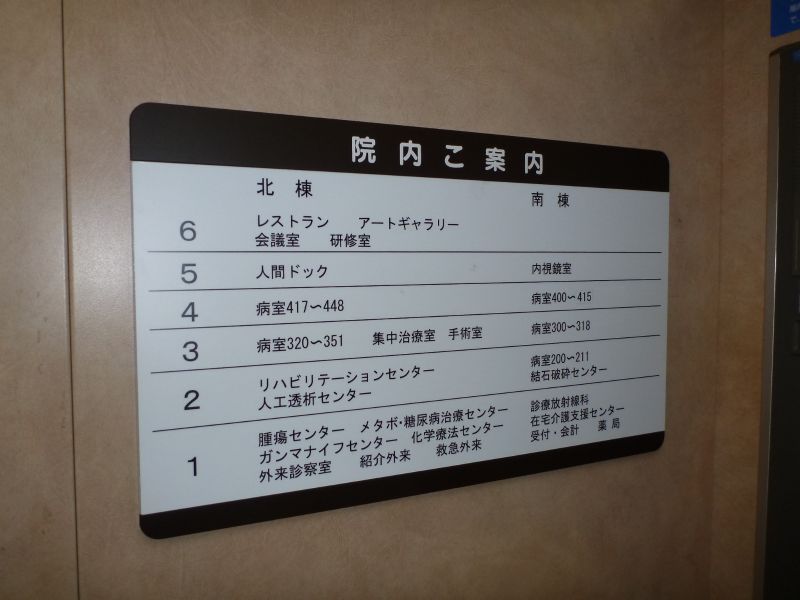 院内ご案内
北棟 南棟
6 レストラン アートギャラリー
会議室 研修室
5 人間ドック 内視鏡室
4 病室417〜448 病室400〜415
3 病室320〜351 集中治療室 手術室 病室300〜318
2 リハビリテーションセンター 病室200〜211
人工透析センター 結石破砕センター
1 腫瘍センター メタボ・糖尿病治療センター 診療放射線科
ガンマナイフセンター 化学療法センター 在宅介護支援センター
外来診察室 紹介外来 救急外来 受付・会計 薬局